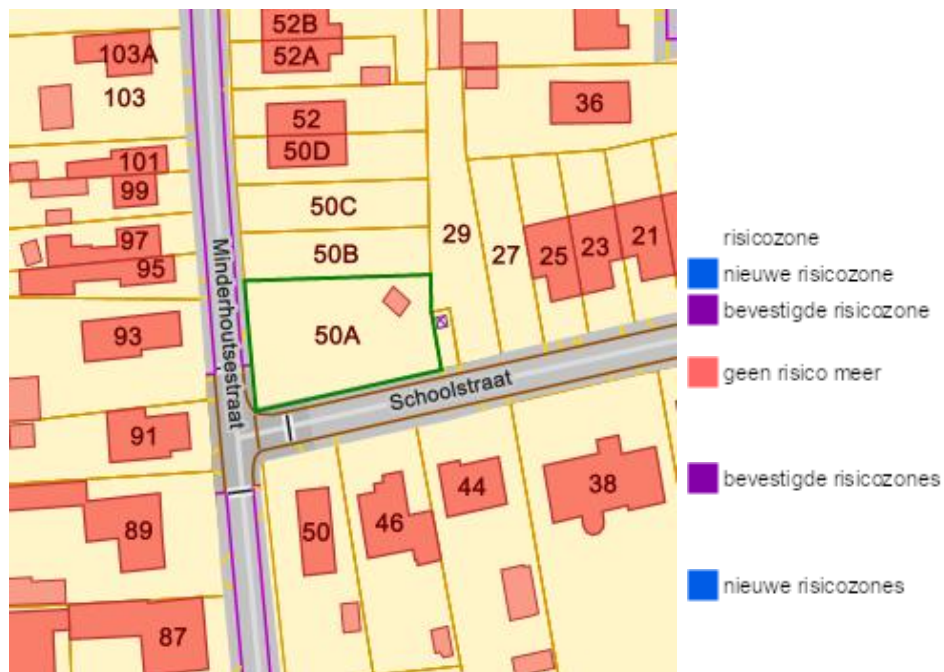 52B
52A
103A
103
36
52
50D
101
99
50C
29
97
95
50B
27
25
23
21
Minderhoutsestraat
93
50A
Schoolstraat
91
50
46
44
38
89
87
risicozone
nieuwe risicozone
bevestigde risicozone
geen risico meer
bevestigde risicozones
nieuwe risicozones